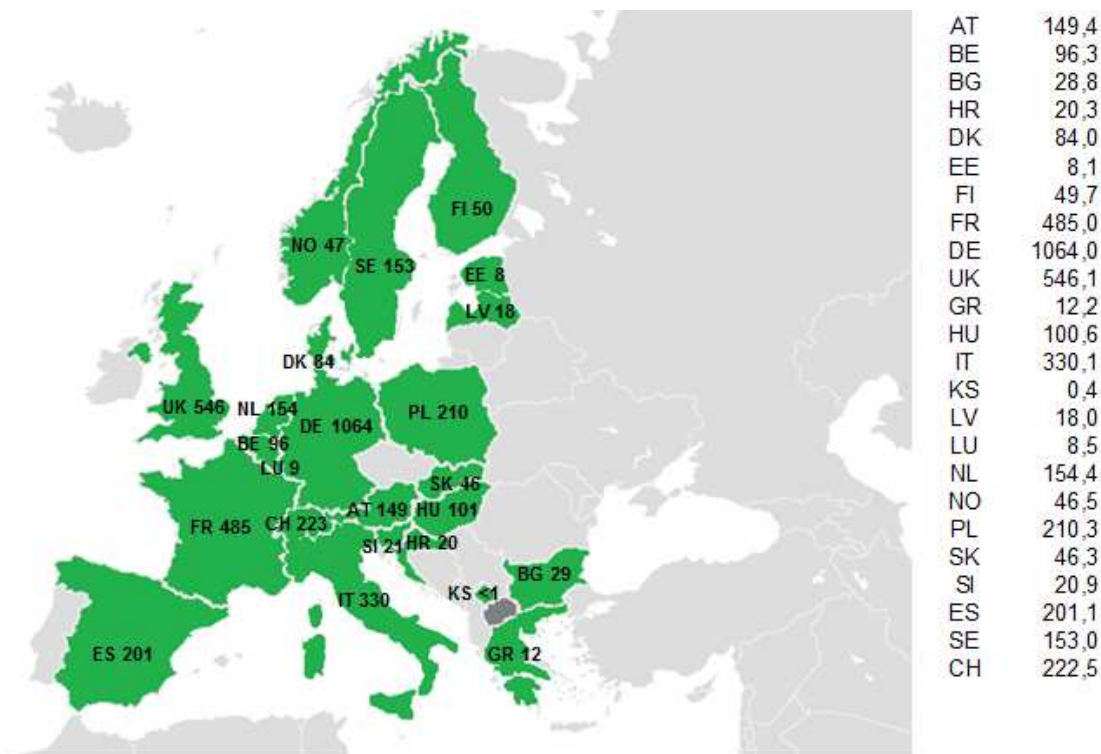 FI 50
NO 47
SE 153
EE 8
LV 18
DK 84
UK 546
NL 154
DE 1064
PL 210
BE 96
LU 9
SK 46
AT 149
HU 101
FR 485
CH 223
SI 21
HR 20
BG 29
KS <1
IT 330
ES 201
GR 12
AT 149,4
BE 96,3
BG 28,8
HR 20,3
DK 84,0
EE 8,1
FI 49,7
FR 485,0
DE 1064,0
UK 546,1
GR 12,2
HU 100,6
IT 330,1
KS 0,4
LV 18,0
LU 8,5
NL 154,4
NO 46,5
PL 210,3
SK 46,3
SI 20,9
ES 201,1
SE 153,0
CH 222,5